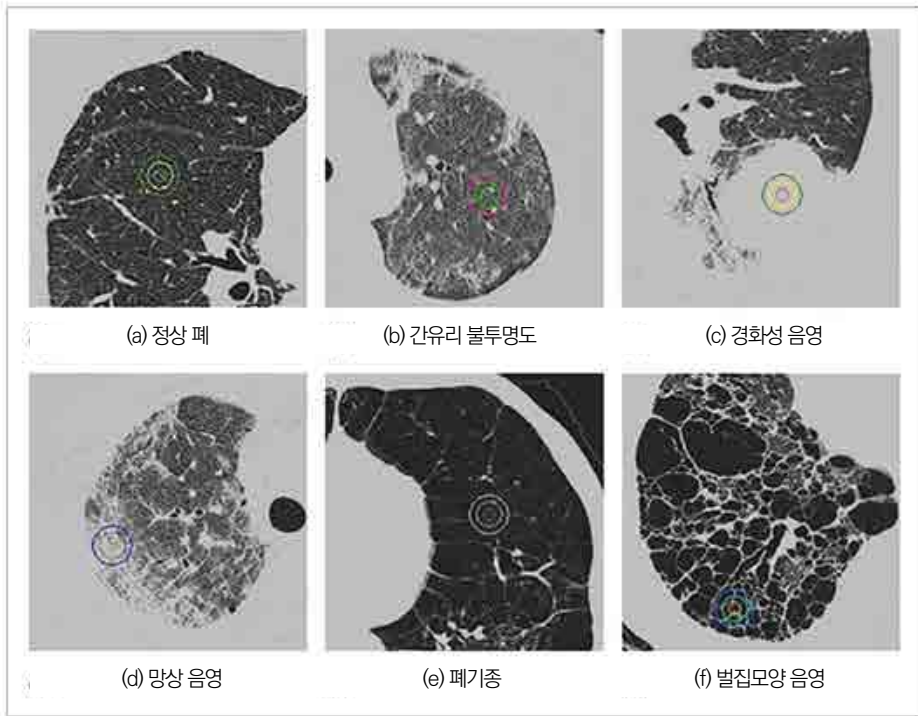 (a) 정상 폐
(b) 간유리 불투명도
(c) 경화성 음영
(d) 망상 음영
(e) 폐기종
(f) 벌집모양 음영